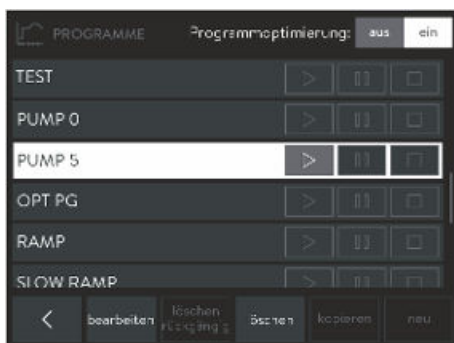 PROGRAMME
Programmoptimierung: aus ein
TEST
PUMP 0
PUMP 5
OPT PG
RAMP
SLOW RAMP
bearbeiten
löschen
rückgängig
löschen
kopieren
neu